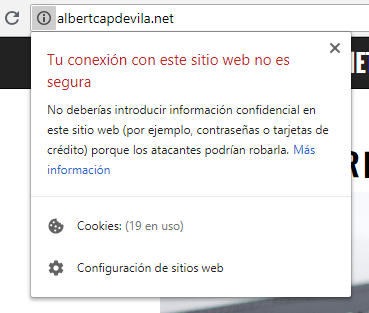 albertcapdevila.net
Tu conexión con este sitio web no es
segura
No deberías introducir información confidencial en
este sitio web (por ejemplo, contraseñas o tarjetas de
crédito) porque los atacantes podrían robarla. Más
información
Cookies: (19 en uso)
Configuración de sitios web